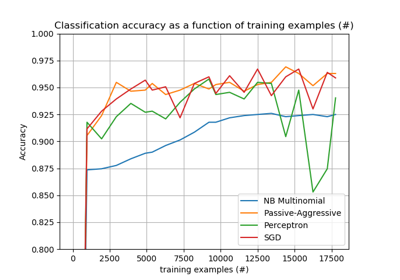 Classification accuracy as a function of training examples (#)
1.000
0.975
0.950
0.925
0.900
0.875
0.850
0.825
0.800
Accuracy
NB Multinomial
Passive-Aggressive
Perceptron
SGD
0 2500 5000 7500 10000 12500 15000 17500
training examples (#)